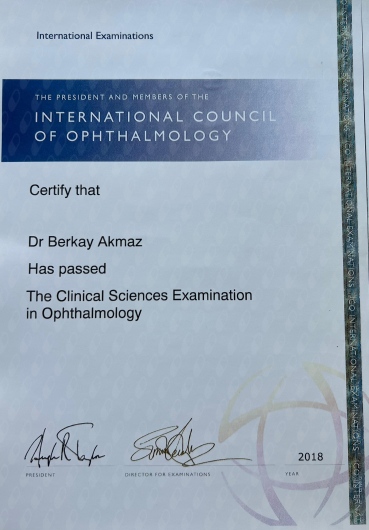 International Examinations
THE PRESIDENT AND MEMBERS OF THE
INTERNATIONAL COUNCIL
OF OPHTHALMOLOGY
Certify that
Dr Berkay Akmaz
Has passed
The Clinical Sciences Examination
in Ophthalmology
2018
PRESIDENT
DIRECTOR FOR EXAMINATIONS
YEAR